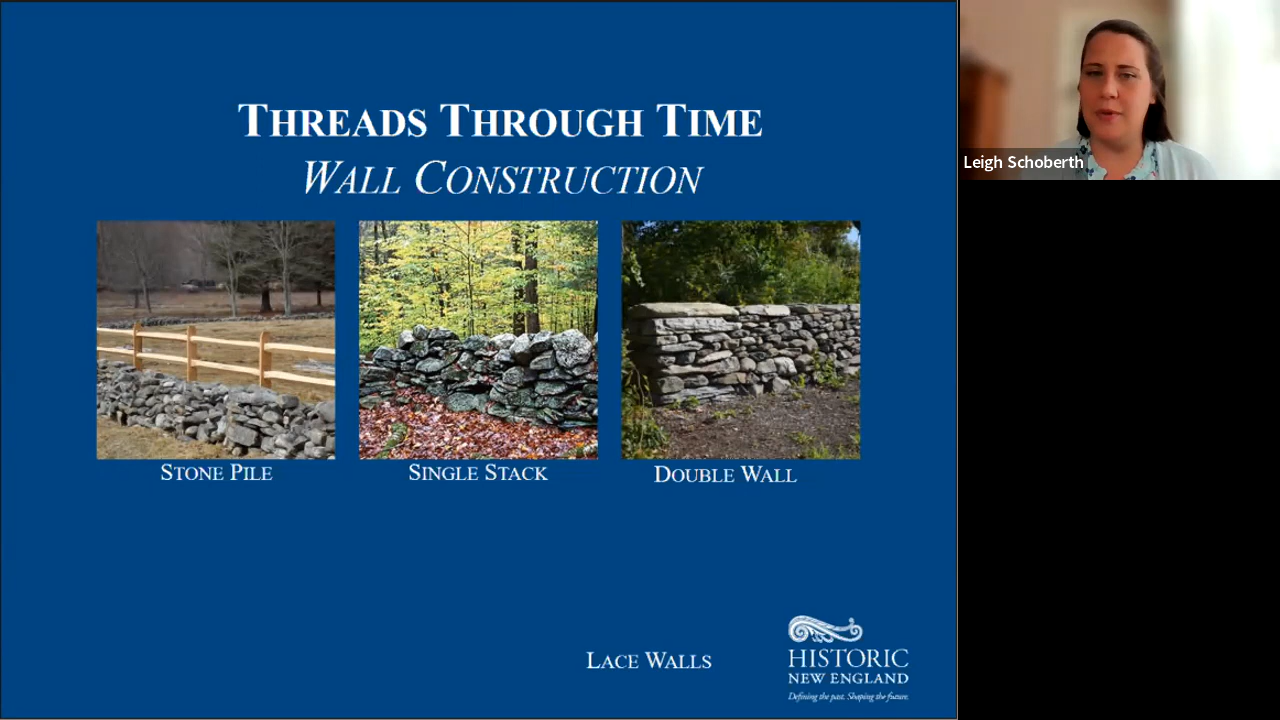 THREADS THROUGH TIME
WALL CONSTRUCTION
STONE PILE
SINGLE STACK
DOUBLE WALL
LACE WALLS
HISTORIC
NEW ENGLAND
Defining the past. Shaping the future.
Leigh Schoberth